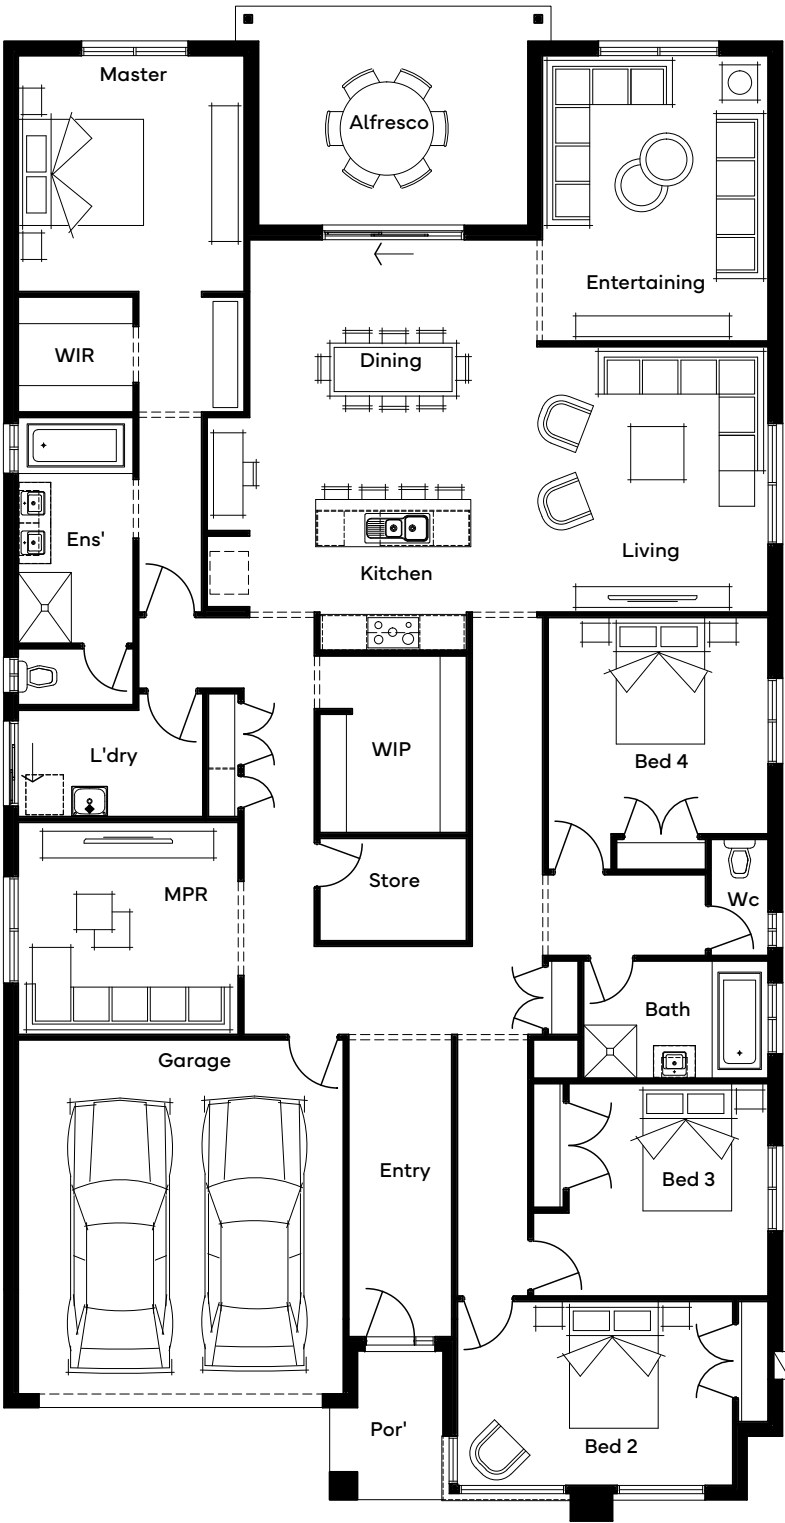 Master
Alfresco
Entertaining
WIR
Dining
Ens'
Living
Kitchen
L'dry
WIP
Bed 4
MPR
Store
Wc
Bath
Garage
Entry
Bed 3
Por'
Bed 2